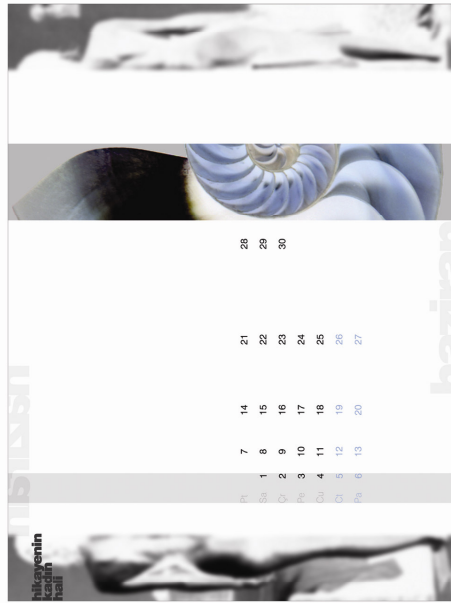 hikayenin
kadın
hali
Pt 7 14 21 28
Sa 1 8 15 22 29
Çr 2 9 16 23 30
Pe 3 10 17 24
Cu 4 11 18 25
Ct 5 12 19 26
Pa 6 13 20 27
haziran